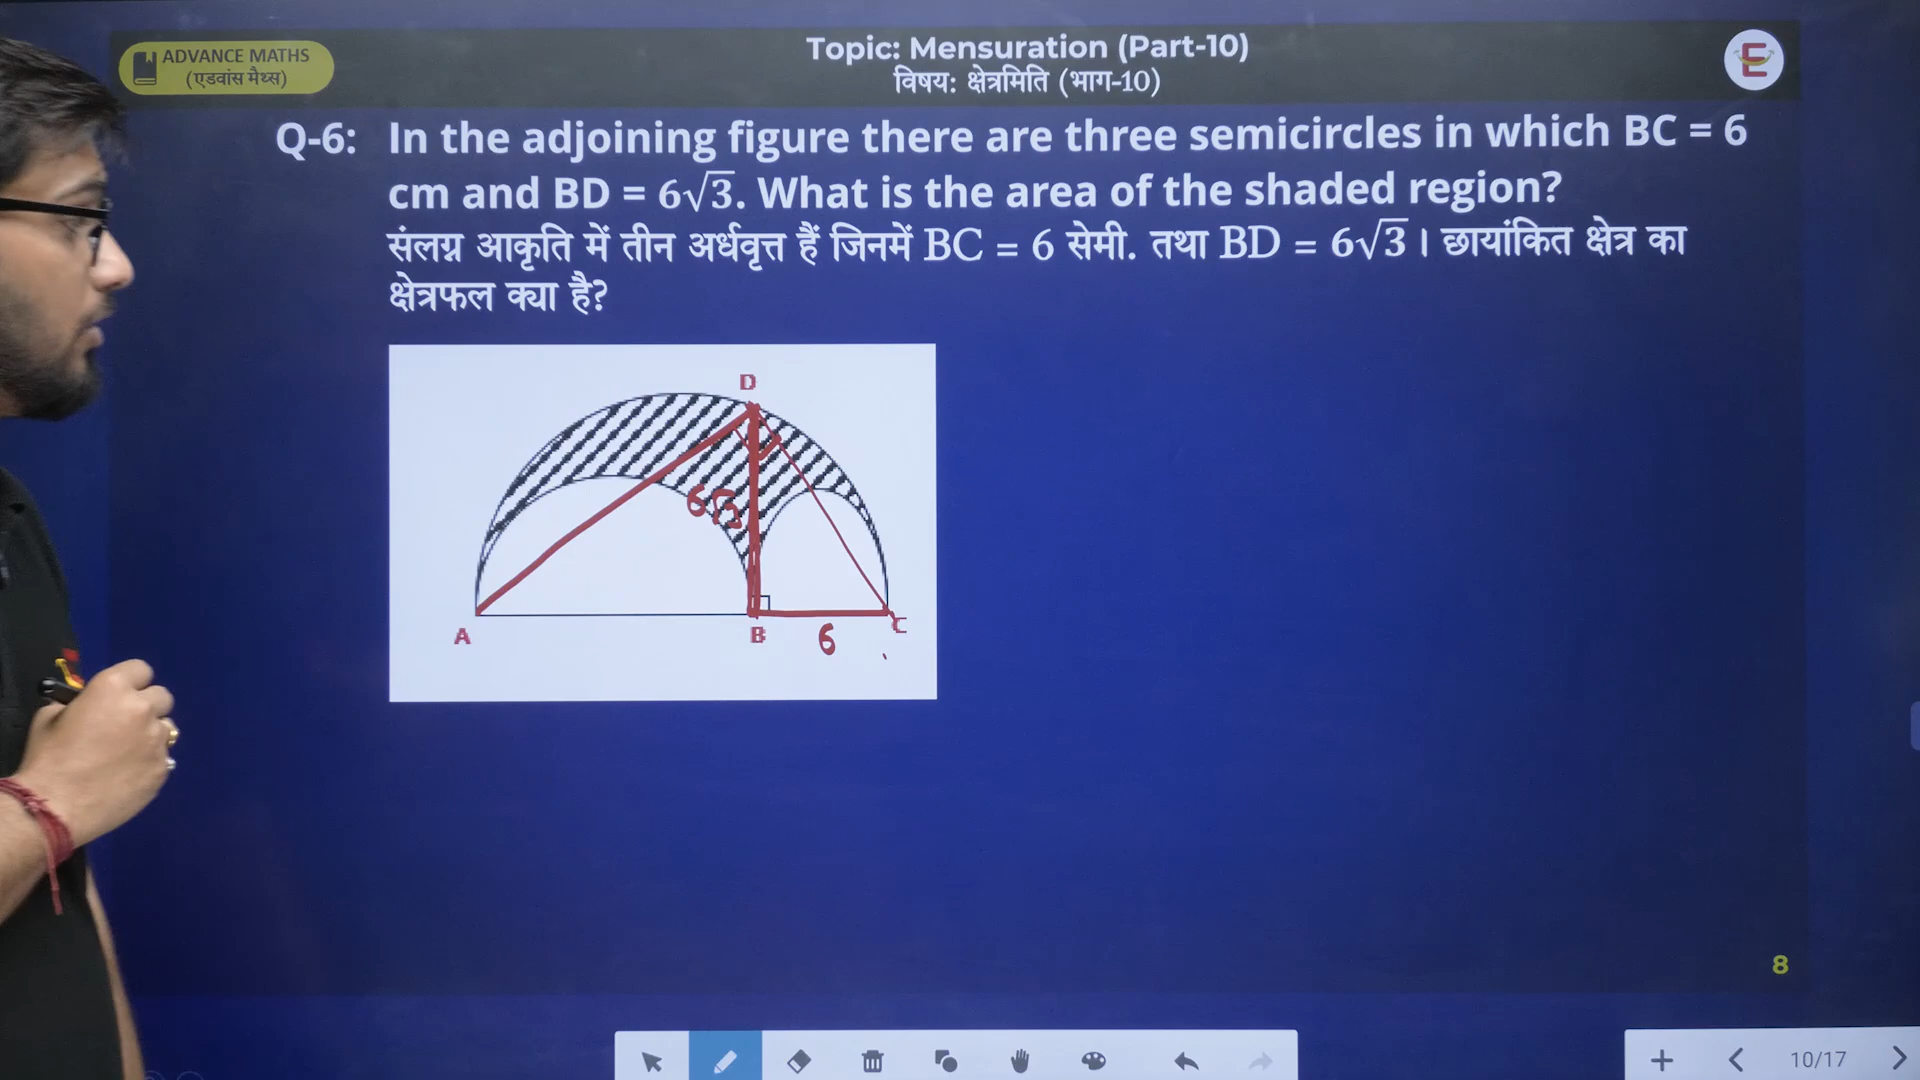 ADVANCE MATHS
(एडवांस मैथ्स)
Topic: Mensuration (Part-10)
विषय: क्षेत्रमिति (भाग-10)
E
Q-6: In the adjoining figure there are three semicircles in which BC = 6
cm and BD = 6√3. What is the area of the shaded region?
संलग्न आकृति में तीन अर्धवृत्त हैं जिनमें BC = 6 सेमी. तथा BD = 6√3। छायांकित क्षेत्र का
क्षेत्रफल क्या है?
D
6√3
A B C
6
8
10/17